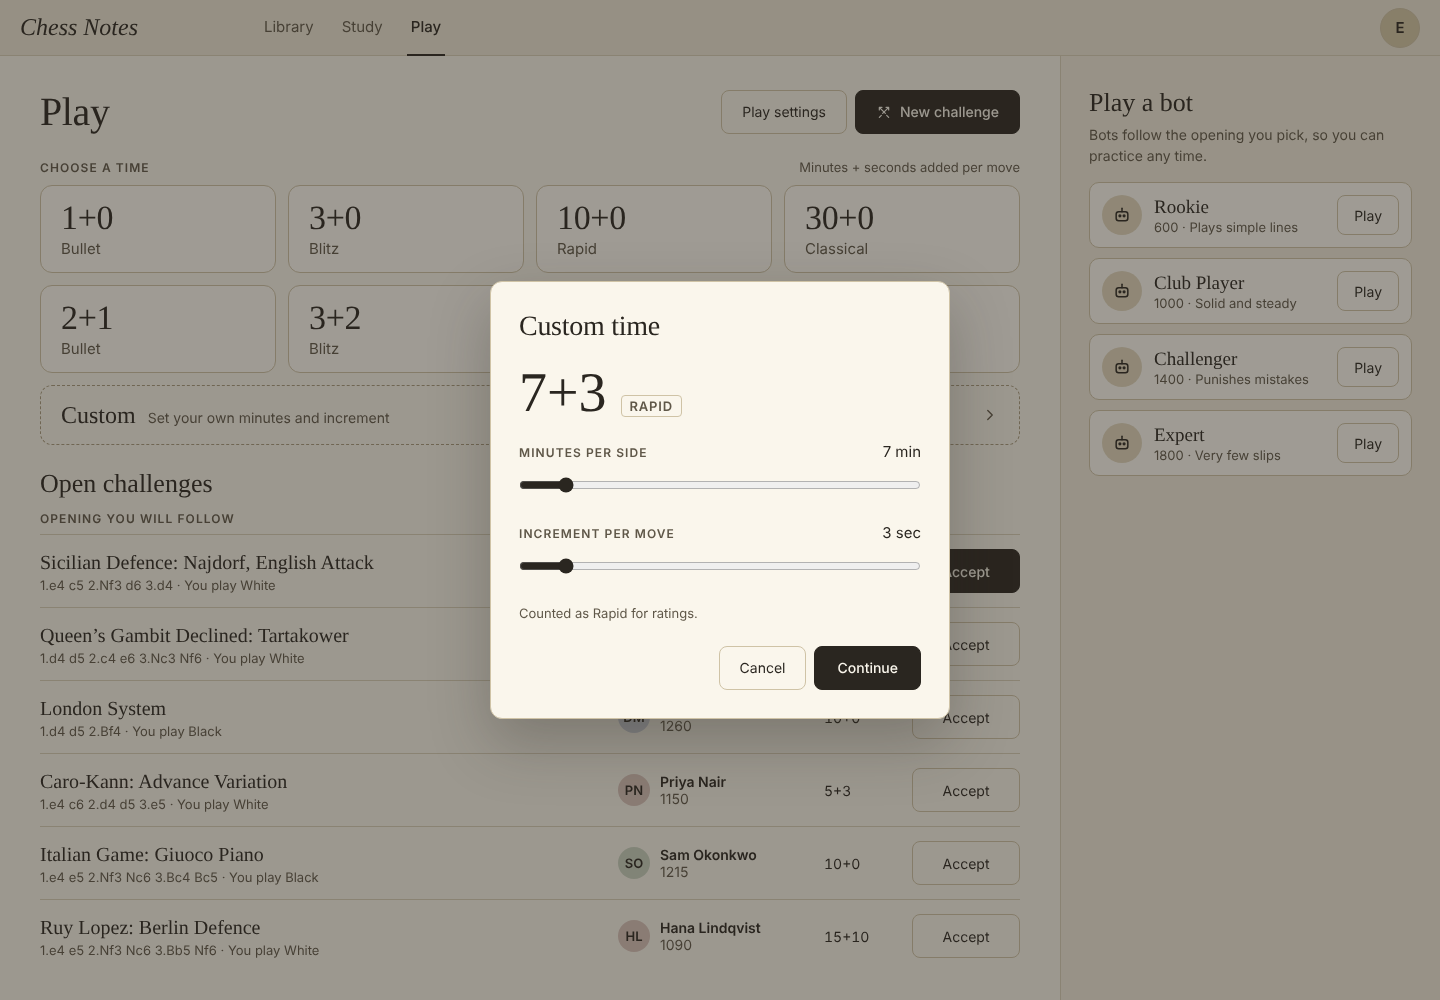 Chess Notes
Library
Study
Play
E
Play
Play settings
New challenge
CHOOSE A TIME
Minutes + seconds added per move
1+0
Bullet
3+0
Blitz
10+0
Rapid
30+0
Classical
2+1
Bullet
3+2
Blitz
Custom
Set your own minutes and increment
Open challenges
OPENING YOU WILL FOLLOW
Sicilian Defence: Najdorf, English Attack
1.e4 c5 2.Nf3 d6 3.d4 · You play White
Accept
Queen’s Gambit Declined: Tartakower
1.d4 d5 2.c4 e6 3.Nc3 Nf6 · You play White
Accept
London System
1.d4 d5 2.Bf4 · You play Black
1260
Accept
Caro-Kann: Advance Variation
1.e4 c6 2.d4 d5 3.e5 · You play White
PN
Priya Nair
1150
5+3
Accept
Italian Game: Giuoco Piano
1.e4 e5 2.Nf3 Nc6 3.Bc4 Bc5 · You play Black
SO
Sam Okonkwo
1215
10+0
Accept
Ruy Lopez: Berlin Defence
1.e4 e5 2.Nf3 Nc6 3.Bb5 Nf6 · You play White
HL
Hana Lindqvist
1090
15+10
Accept
Custom time
7+3
RAPID
MINUTES PER SIDE
7 min
INCREMENT PER MOVE
3 sec
Counted as Rapid for ratings.
Cancel
Continue
Play a bot
Bots follow the opening you pick, so you can
practice any time.
Rookie
600 · Plays simple lines
Play
Club Player
1000 · Solid and steady
Play
Challenger
1400 · Punishes mistakes
Play
Expert
1800 · Very few slips
Play